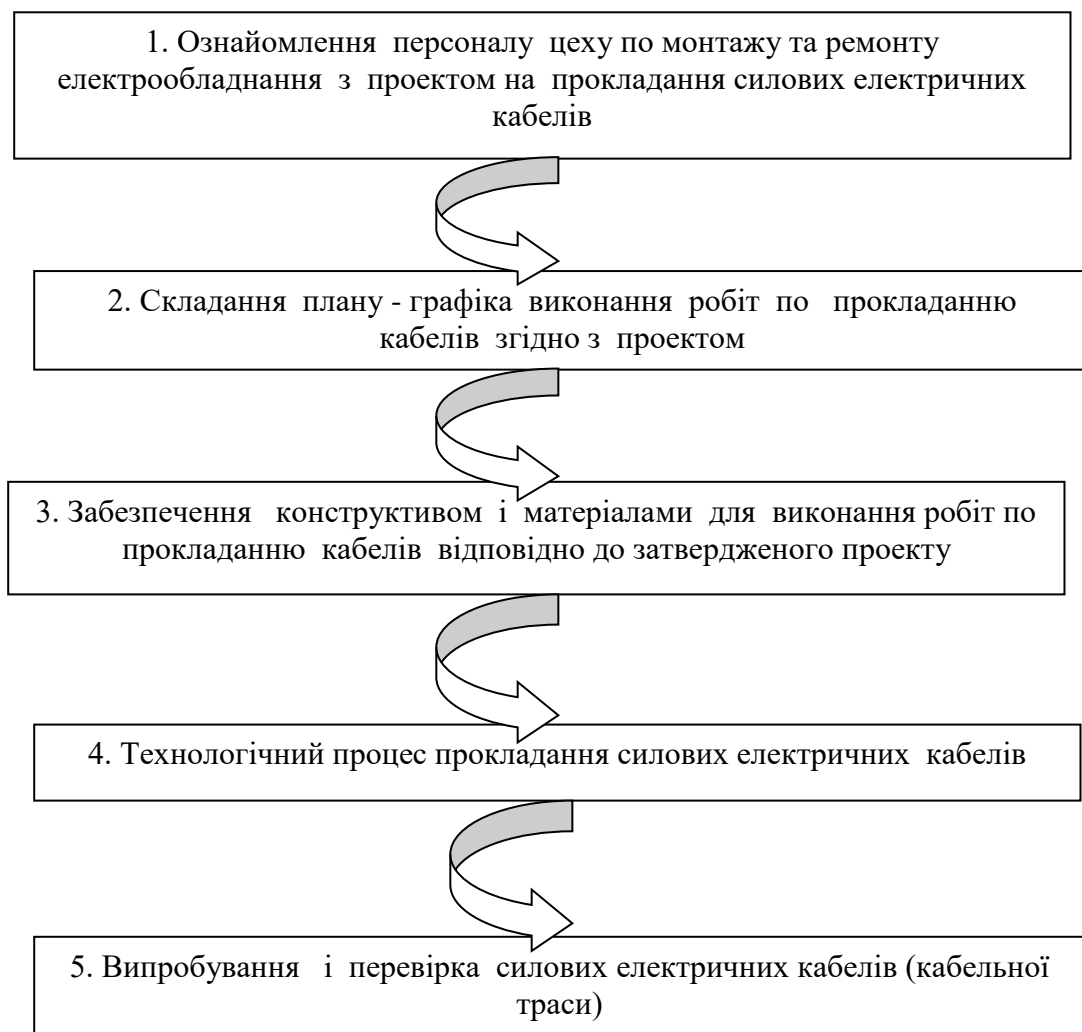 1. Ознайомлення персоналу цеху по монтажу та ремонту
електрообладнання з проектом на прокладання силових електричних
кабелів
2. Складання плану - графіка виконання робіт по прокладанню
кабелів згідно з проектом
3. Забезпечення конструктивом і матеріалами для виконання робіт по
прокладанню кабелів відповідно до затвердженого проекту
4. Технологічний процес прокладання силових електричних кабелів
5. Випробування і перевірка силових електричних кабелів (кабельної
траси)